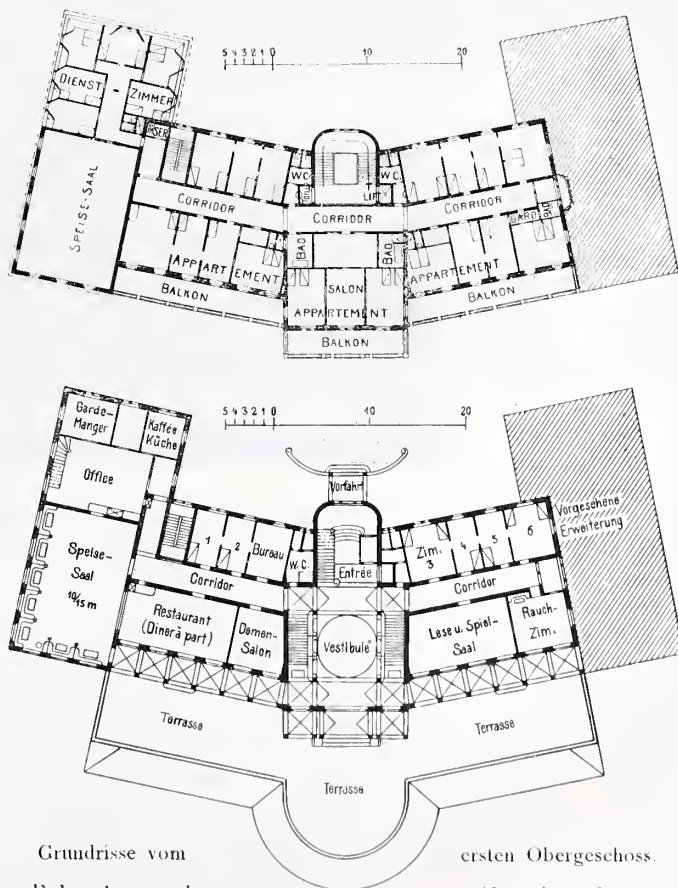 5 4 3 2 1 0 10 20
DIENST - ZIMMER
SPEISE-SAAL
W.C. W.C.
LIFT
CORRIDOR CORRIDOR CORRIDOR
BAD BAD GARDE BAD
APPARTEMENT SALON APPARTEMENT
APPARTEMENT
BALKON BALKON
BALKON
5 4 3 2 1 0 10 20
Garde-
Manger
Kaffée
Küche
Office
Vorfahrt
Vorgesehene
Erweiterung
1 2 Bureau
W.C.
Entrée
Zim.
3 4 5 6
Speise-
Saal
10/15 m
Corridor Corridor
Restaurant
(Diner à part)
Damen-
Salon
Vestibule
Lese u. Spiel-
Saal
Rauch-
Zim.
Terrasse Terrasse
Terrasse
Grundrisse vom ersten Obergeschoss.